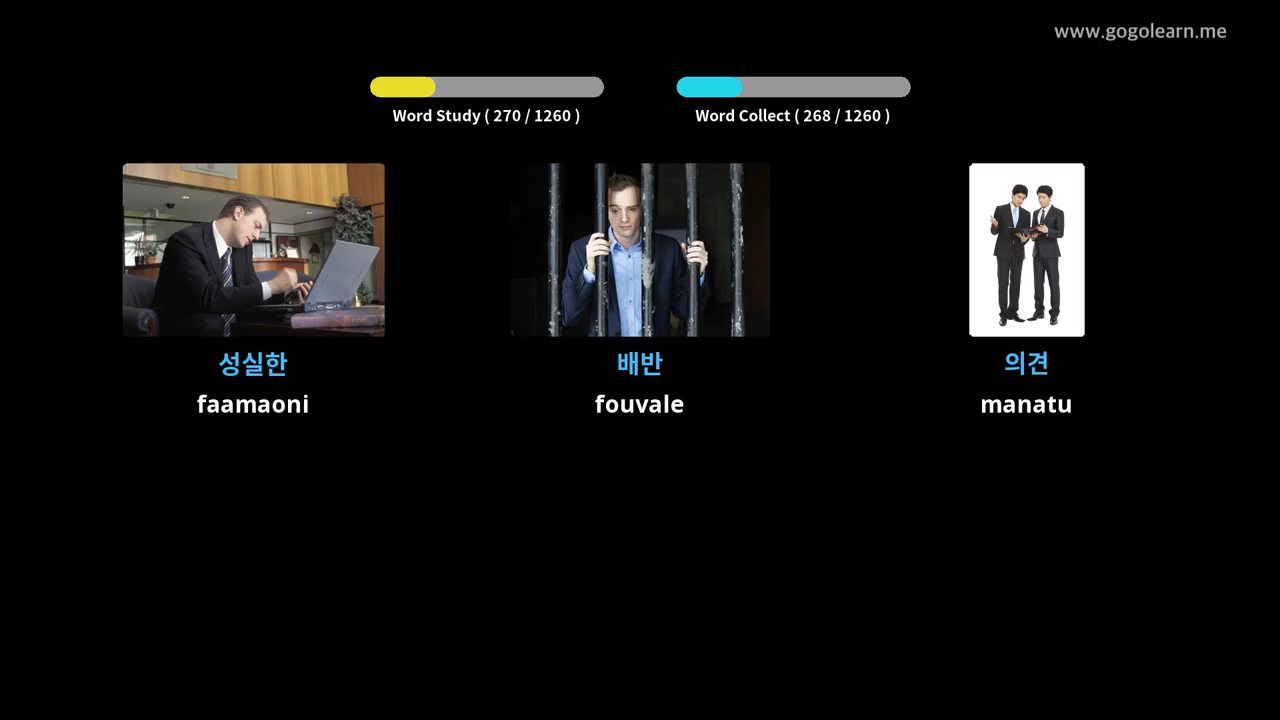 www.gogolearn.me
Word Study ( 270 / 1260 )
Word Collect ( 268 / 1260 )
성실한
faamaoni
배반
fouvale
의견
manatu